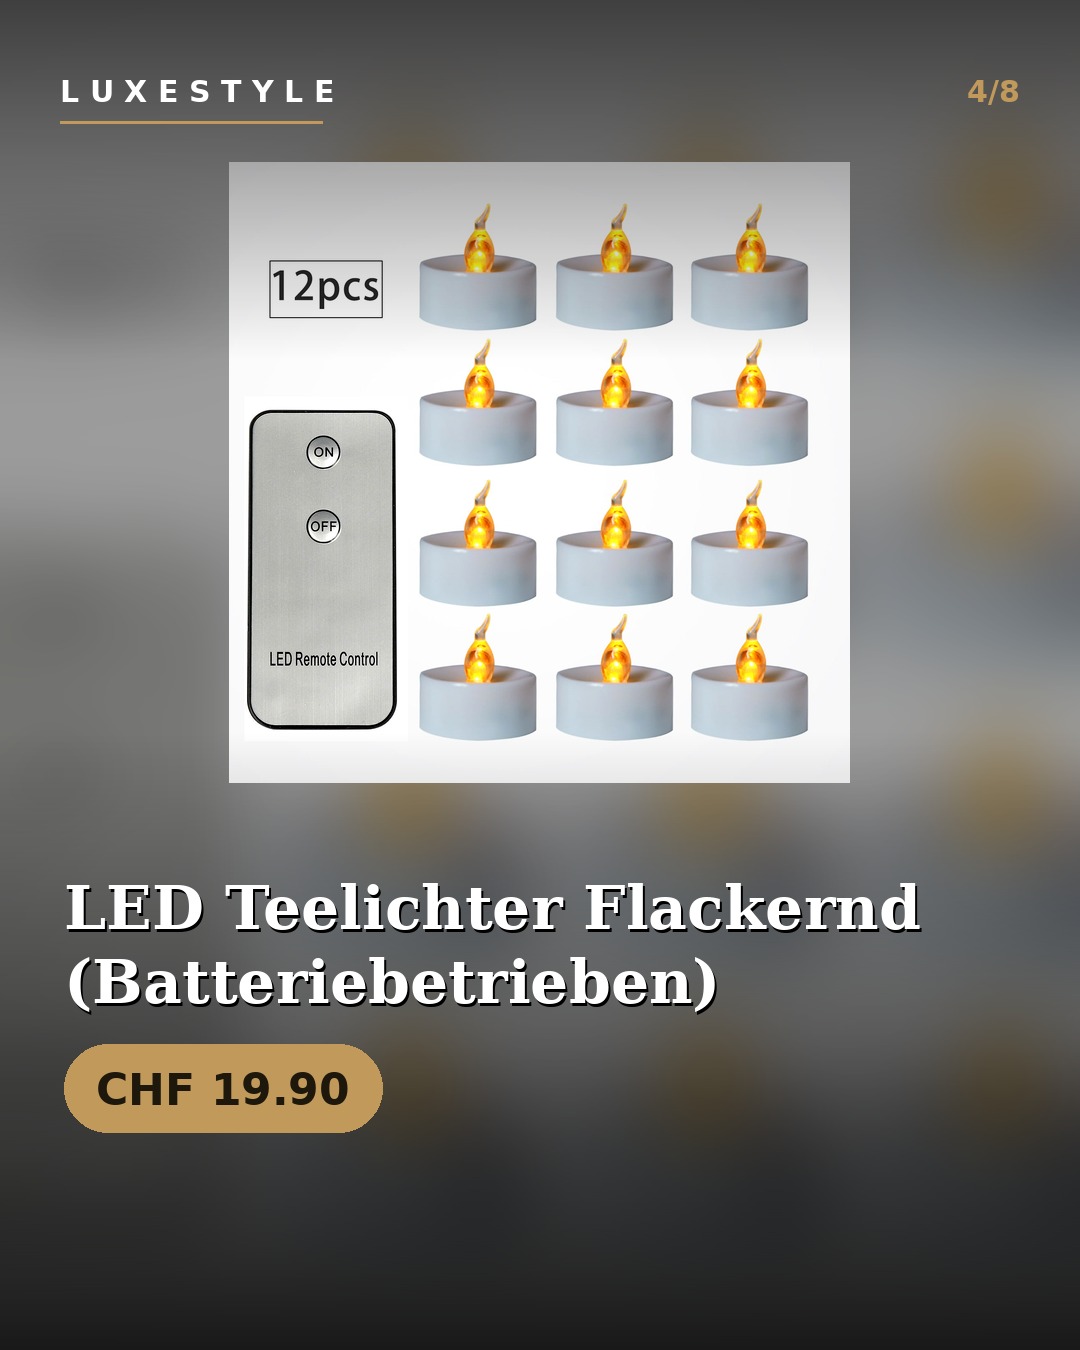 LUXESTYLE
4/8
12pcs
ON
OFF
LED Remote Control
LED Teelichter Flackernd
(Batteriebetrieben)
CHF 19.90